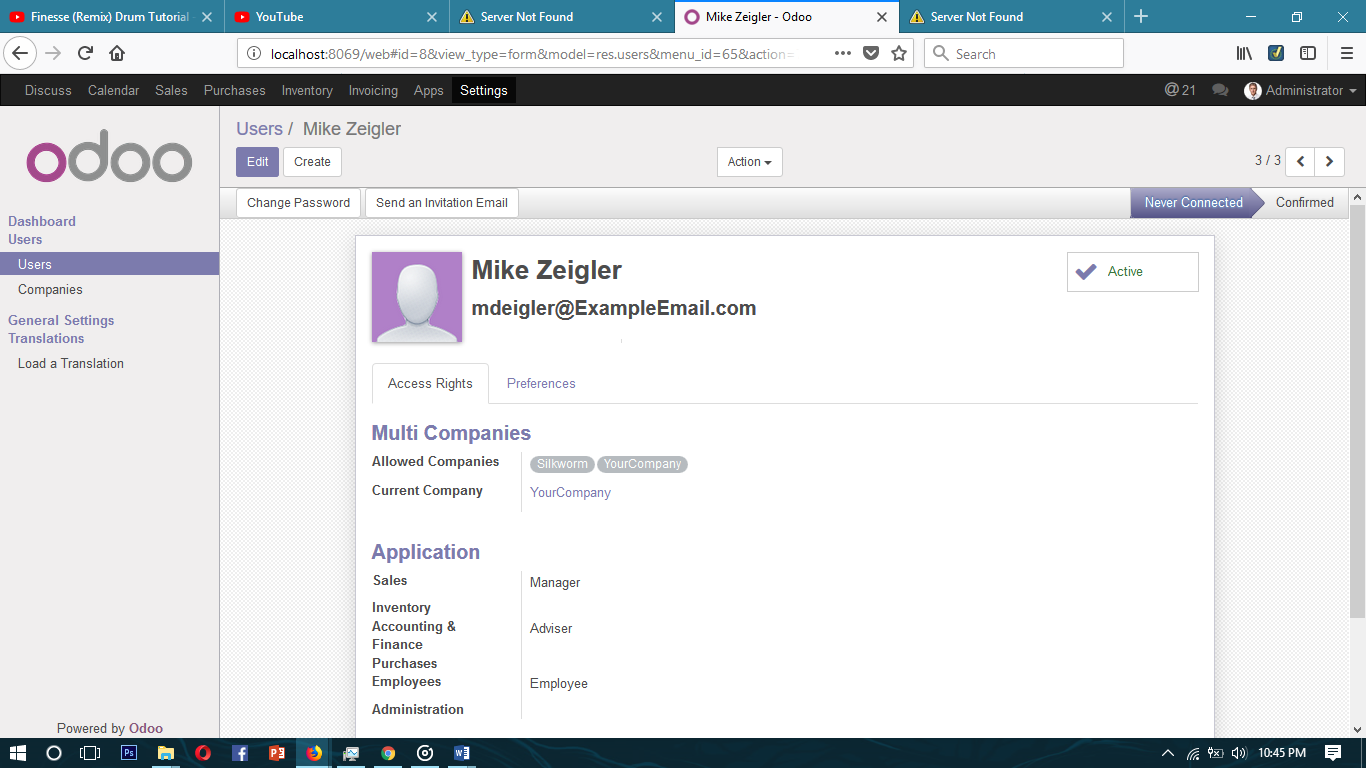 Finesse (Remix) Drum Tutorial
YouTube
Server Not Found
Mike Zeigler - Odoo
Server Not Found
localhost:8069/web#id=8&view_type=form&model=res.users&menu_id=65&action=
Search
Discuss Calendar Sales Purchases Inventory Invoicing Apps Settings
@ 21 Administrator
odoo
Users / Mike Zeigler
Edit Create
Action
3 / 3
Change Password Send an Invitation Email
Never Connected Confirmed
Dashboard
Users
Users
Companies
General Settings
Translations
Load a Translation
Powered by Odoo
Mike Zeigler
mdeigler@ExampleEmail.com
Active
Access Rights Preferences
Multi Companies
Allowed Companies Silkworm YourCompany
Current Company YourCompany
Application
Sales Manager
Inventory
Accounting & Adviser
Finance
Purchases
Employees Employee
Administration
10:45 PM